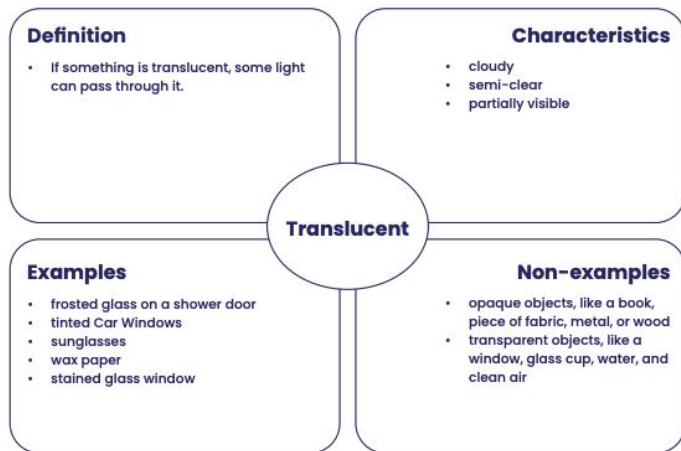 Definition
• If something is translucent, some light
can pass through it.
Characteristics
• cloudy
• semi-clear
• partially visible
Translucent
Examples
• frosted glass on a shower door
• tinted Car Windows
• sunglasses
• wax paper
• stained glass window
Non-examples
• opaque objects, like a book,
piece of fabric, metal, or wood
• transparent objects, like a
window, glass cup, water, and
clean air